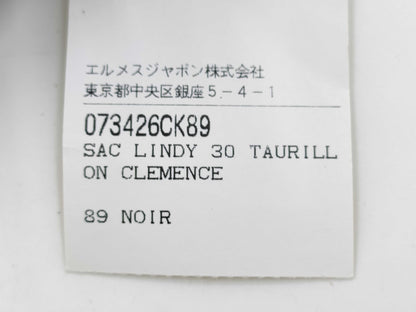 エルメスジャポン株式会社
東京都中央区銀座5-4-1
073426CK89
SAC LINDY 30 TAURILL
ON CLEMENCE
89 NOIR